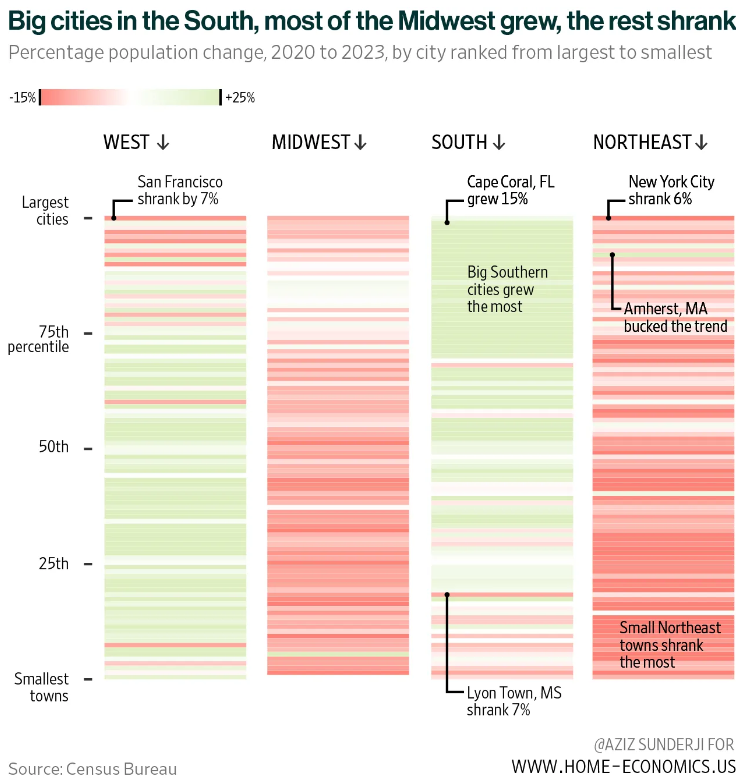 Big cities in the South, most of the Midwest grew, the rest shrank
Percentage population change, 2020 to 2023, by city ranked from largest to smallest
-15%
+25%
WEST ↓
MIDWEST ↓
SOUTH ↓
NORTHEAST ↓
San Francisco
shrank by 7%
Cape Coral, FL
grew 15%
New York City
shrank 6%
Largest
cities
Big Southern
cities grew
the most
Amherst, MA
bucked the trend
75th
percentile
50th
25th
Small Northeast
towns shrank
the most
Smallest
towns
Lyon Town, MS
shrank 7%
@AZIZ SUNDERJI FOR
Source: Census Bureau
WWW.HOME-ECONOMICS.US